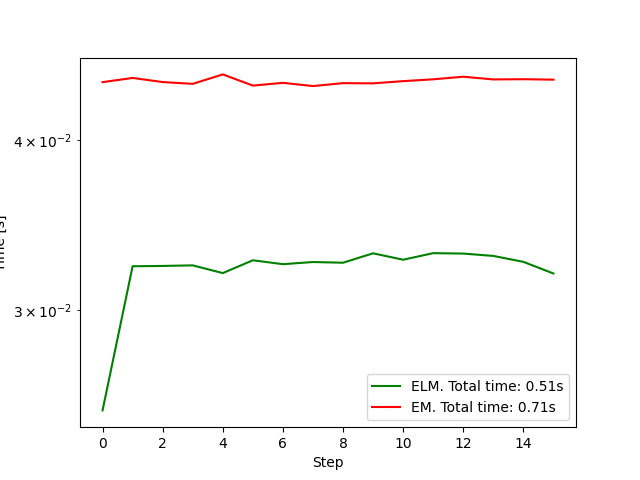 4 × 10⁻²
3 × 10⁻²
0 2 4 6 8 10 12 14
Step
ELM. Total time: 0.51s
EM. Total time: 0.71s